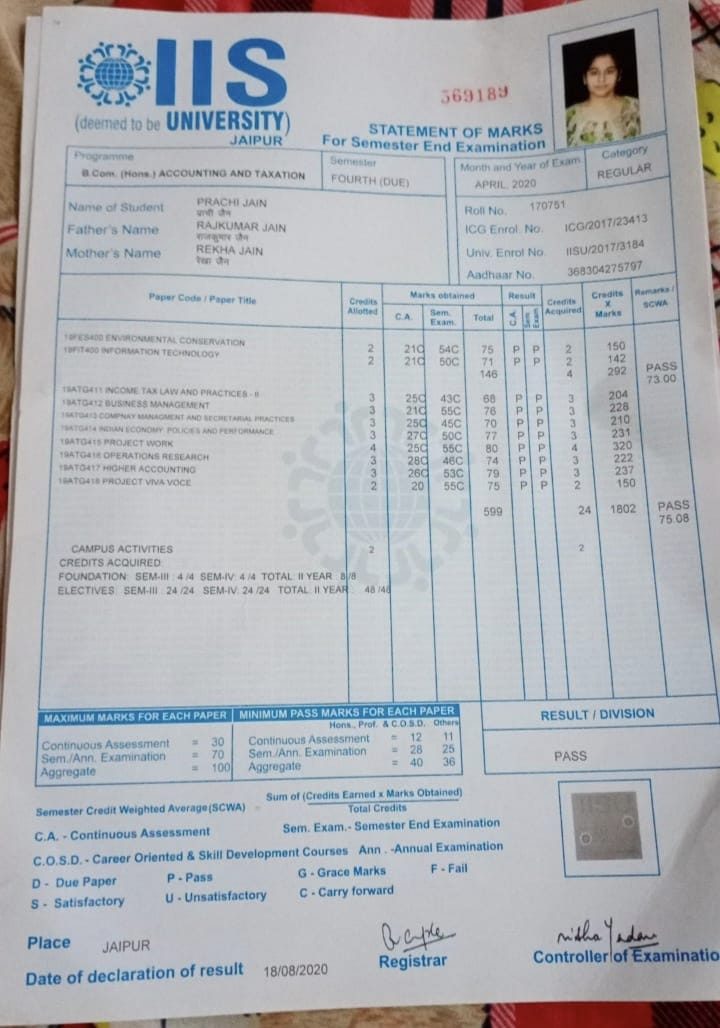 IIS
(deemed to be UNIVERSITY)
JAIPUR
569189
STATEMENT OF MARKS
For Semester End Examination
Programme
B.Com. (Hons.) ACCOUNTING AND TAXATION
Semester
FOURTH (DUE)
Month and Year of Exam
APRIL, 2020
Category
REGULAR
Name of Student PRACHI JAIN
प्राची जैन
Father's Name RAJKUMAR JAIN
राजकुमार जैन
Mother's Name REKHA JAIN
रेखा जैन
Roll No. 170751
ICG Enrol. No. ICG/2017/23413
Univ. Enrol No. IISU/2017/3184
Aadhaar No. 368304275797
Paper Code / Paper Title Credits Allotted Marks obtained C.A. Sem. Exam. Total Result C.A. Sem. Exam Credits Acquired Credits X Marks Remarks / SCWA
19FES400 ENVIRONMENTAL CONSERVATION 2 21C 54C 75 P P 2 150
19FIT400 INFORMATION TECHNOLOGY 2 21C 50C 71 P P 2 142
146 4 292 PASS
73.00
19ATG411 INCOME TAX LAW AND PRACTICES - II 3 25C 43C 68 P P 3 204
19ATG412 BUSINESS MANAGEMENT 3 21C 55C 76 P P 3 228
19ATG413 COMPNAY MANAGMENT AND SECRETARIAL PRACTICES 3 25C 45C 70 P P 3 210
19ATG414 INDIAN ECONOMY: POLICIES AND PERFORMANCE 3 27C 50C 77 P P 3 231
19ATG415 PROJECT WORK 4 25C 55C 80 P P 4 320
19ATG416 OPERATIONS RESEARCH 3 28C 46C 74 P P 3 222
19ATG417 HIGHER ACCOUNTING 3 26C 53C 79 P P 3 237
19ATG418 PROJECT VIVA VOCE 2 20 55C 75 P P 2 150
599 24 1802 PASS
75.08
CAMPUS ACTIVITIES 2 2
CREDITS ACQUIRED:
FOUNDATION: SEM-III : 4 /4 SEM-IV: 4 /4 TOTAL: II YEAR : 8 /8
ELECTIVES: SEM-III : 24 /24 SEM-IV: 24 /24 TOTAL: II YEAR : 48 /48
MAXIMUM MARKS FOR EACH PAPER
Continuous Assessment = 30
Sem./Ann. Examination = 70
Aggregate = 100
MINIMUM PASS MARKS FOR EACH PAPER
Hons., Prof. & C.O.S.D. Others
Continuous Assessment = 12 11
Sem./Ann. Examination = 28 25
Aggregate = 40 36
RESULT / DIVISION
PASS
Semester Credit Weighted Average(SCWA) = Sum of (Credits Earned x Marks Obtained)
Total Credits
C.A. - Continuous Assessment Sem. Exam.- Semester End Examination
C.O.S.D. - Career Oriented & Skill Development Courses Ann . -Annual Examination
D - Due Paper P - Pass G - Grace Marks F - Fail
S - Satisfactory U - Unsatisfactory C - Carry forward
IISU
Place JAIPUR
Date of declaration of result 18/08/2020
Registrar
Nisha Yadav
Controller of Examinatio